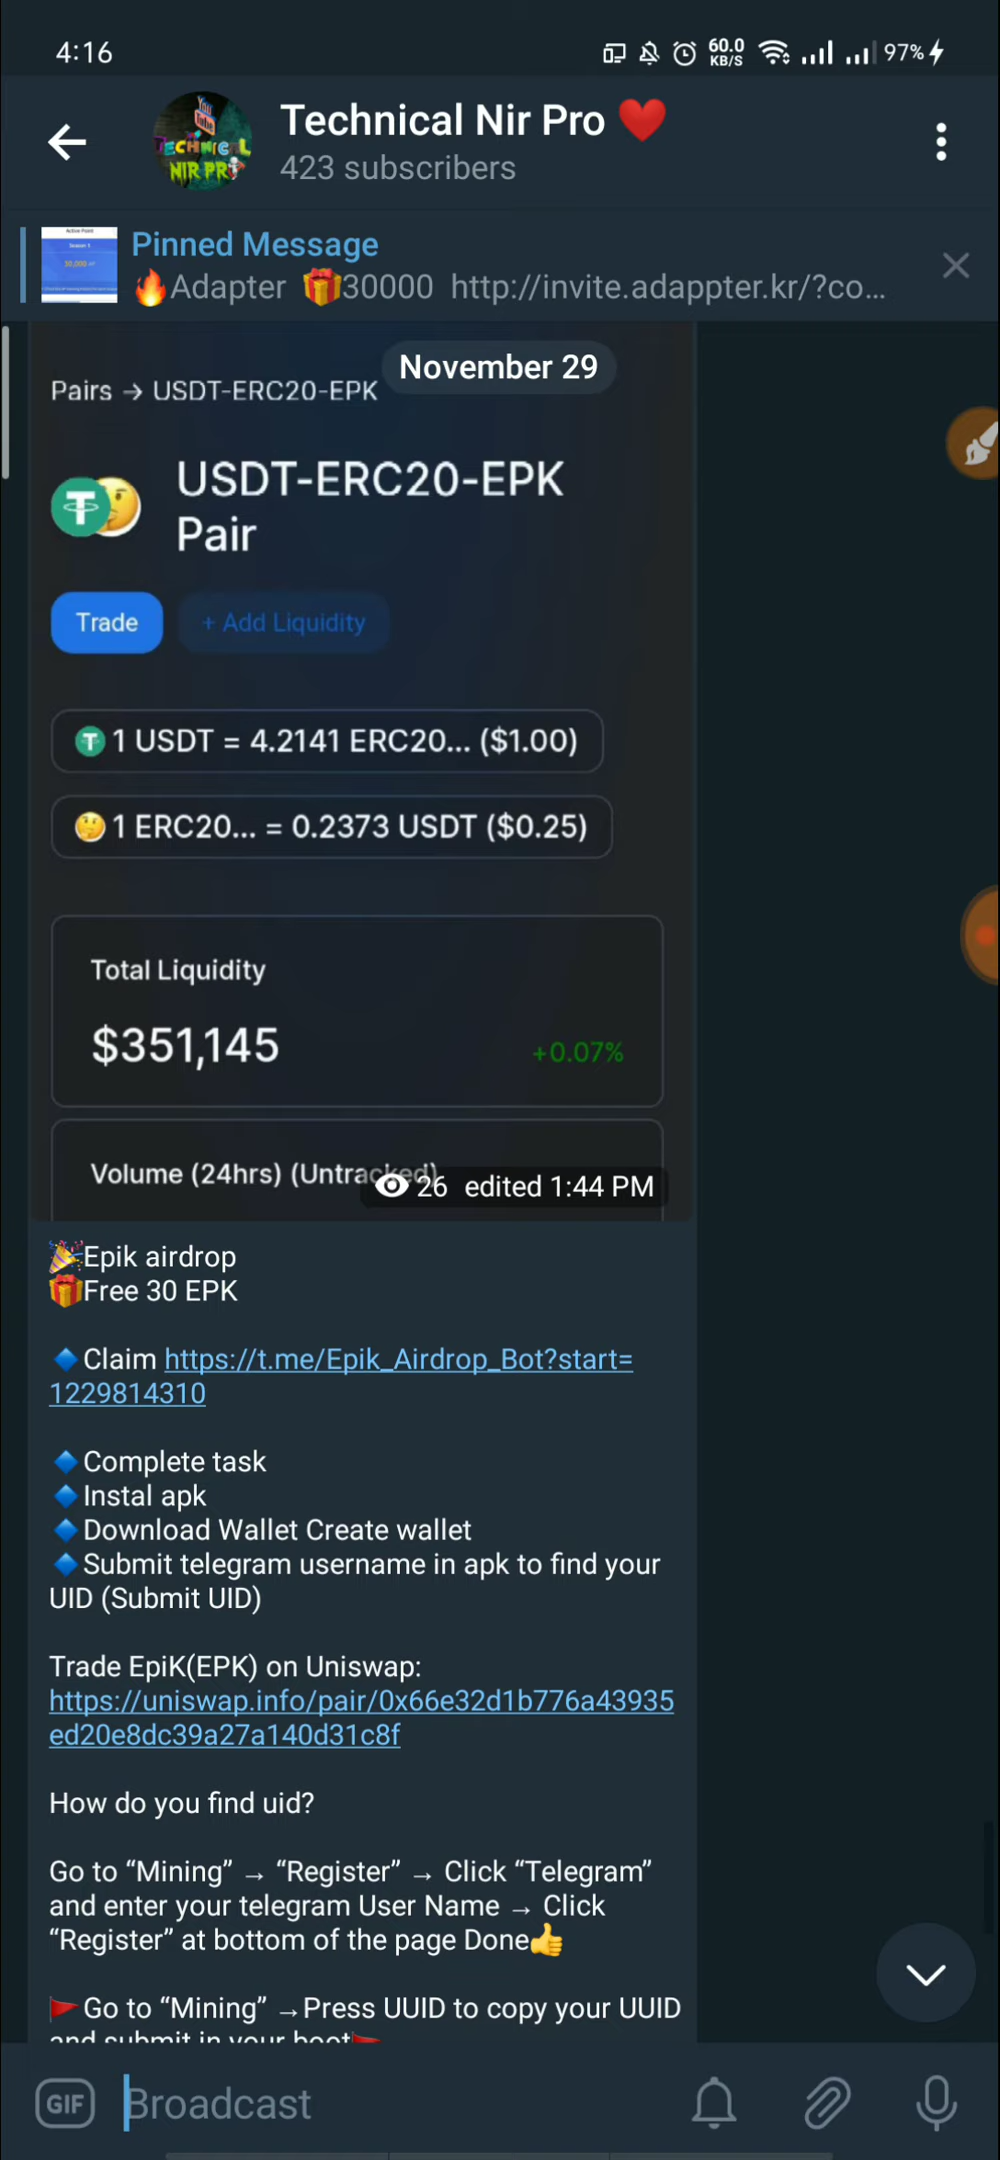 4:16
60.0
KB/S
97%
Technical Nir Pro ❤️
423 subscribers
Pinned Message
🔥Adapter 🎁30000 http://invite.adappter.kr/?co...
November 29
Pairs → USDT-ERC20-EPK
USDT-ERC20-EPK
Pair
Trade
+ Add Liquidity
1 USDT = 4.2141 ERC20... ($1.00)
🤔 1 ERC20... = 0.2373 USDT ($0.25)
Total Liquidity
$351,145
+0.07%
Volume (24hrs) (Untracked)
26 edited 1:44 PM
🎉Epik airdrop
🎁Free 30 EPK
🔹Claim https://t.me/Epik_Airdrop_Bot?start=
1229814310
🔹Complete task
🔹Instal apk
🔹Download Wallet Create wallet
🔹Submit telegram username in apk to find your
UID (Submit UID)
Trade EpiK(EPK) on Uniswap:
https://uniswap.info/pair/0x66e32d1b776a43935
ed20e8dc39a27a140d31c8f
How do you find uid?
Go to “Mining” → “Register” → Click “Telegram”
and enter your telegram User Name → Click
“Register” at bottom of the page Done👍
🚩Go to “Mining” →Press UUID to copy your UUID
and submit in your boot🚩
GIF
Broadcast